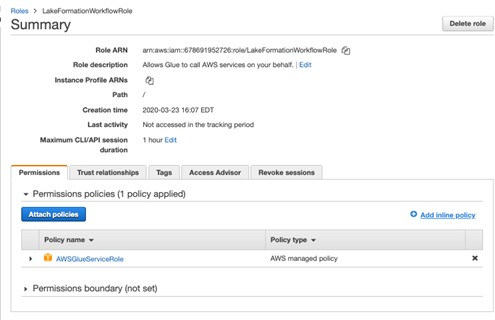 Roles > LakeFormationWorkflowRole
Summary
Delete role
Role ARN arn:aws:iam::678691952726:role/LakeFormationWorkflowRole
Role description Allows Glue to call AWS services on your behalf. | Edit
Instance Profile ARNs
Path /
Creation time 2020-03-23 16:07 EDT
Last activity Not accessed in the tracking period
Maximum CLI/API session duration 1 hour Edit
Permissions Trust relationships Tags Access Advisor Revoke sessions
Permissions policies (1 policy applied)
Attach policies Add inline policy
Policy name Policy type
AWSGlueServiceRole AWS managed policy
Permissions boundary (not set)